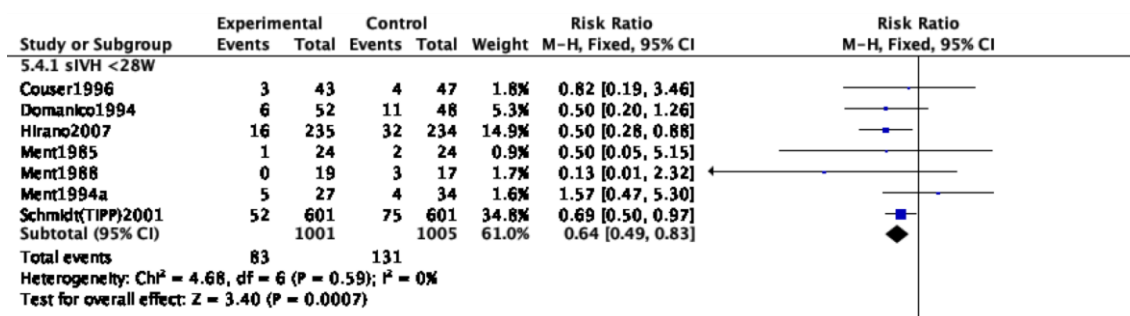 Experimental Control Risk Ratio Risk Ratio
Study or Subgroup Events Total Events Total Weight M-H, Fixed, 95% CI M-H, Fixed, 95% CI
5.4.1 sIVH <28W
Couser1996 3 43 4 47 1.8% 0.82 [0.19, 3.46]
Domanico1994 6 52 11 48 5.3% 0.50 [0.20, 1.26]
Hirano2007 16 235 32 234 14.9% 0.50 [0.28, 0.88]
Ment1985 1 24 2 24 0.9% 0.50 [0.05, 5.15]
Ment1988 0 19 3 17 1.7% 0.13 [0.01, 2.32]
Ment1994a 5 27 4 34 1.6% 1.57 [0.47, 5.30]
Schmidt(TIPP)2001 52 601 75 601 34.8% 0.69 [0.50, 0.97]
Subtotal (95% CI) 1001 1005 61.0% 0.64 [0.49, 0.83]
Total events 83 131
Heterogeneity: Chi² = 4.68, df = 6 (P = 0.59); I² = 0%
Test for overall effect: Z = 3.40 (P = 0.0007)